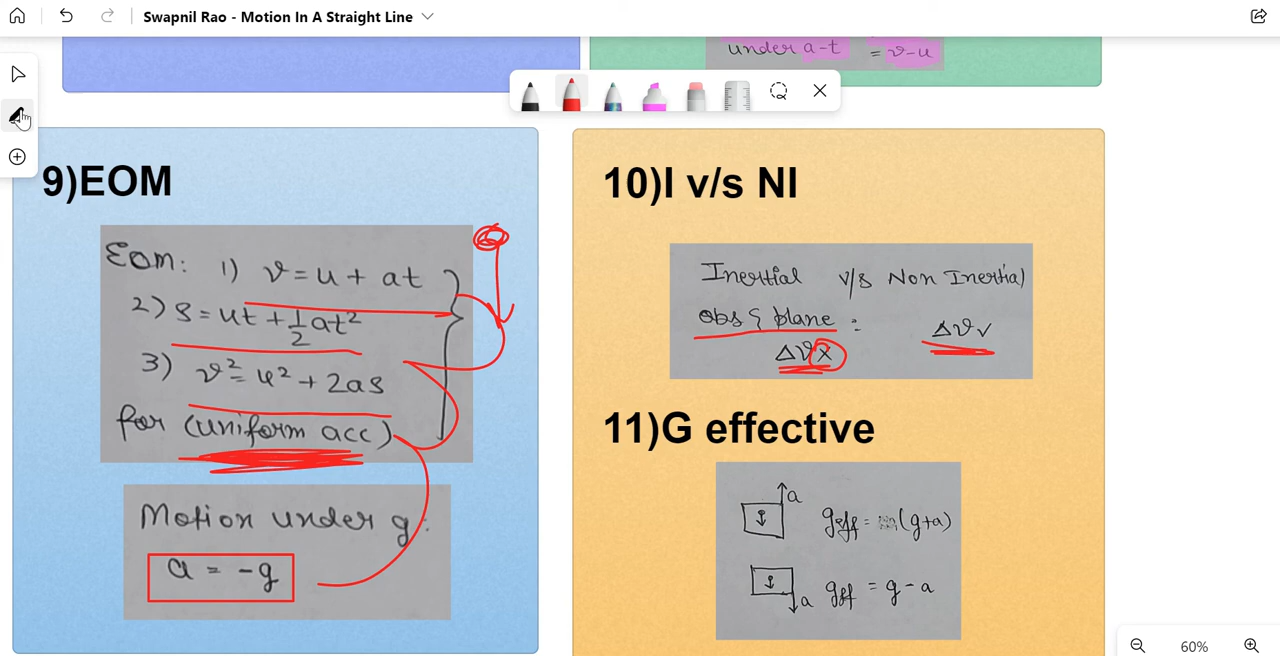 Swapnil Rao - Motion In A Straight Line
under a-t = v-u
9)EOM
Eom: 1) v = u + at
2) s = ut + 1/2 at²
3) v² = u² + 2as
for (uniform acc)
Motion under g:
a = -g
10)I v/s NI
Inertial v/s Non Inertial
obs & plane :
Δv x
Δv v
11)G effective
a
geff = (g+a)
a
gff = g - a
60%